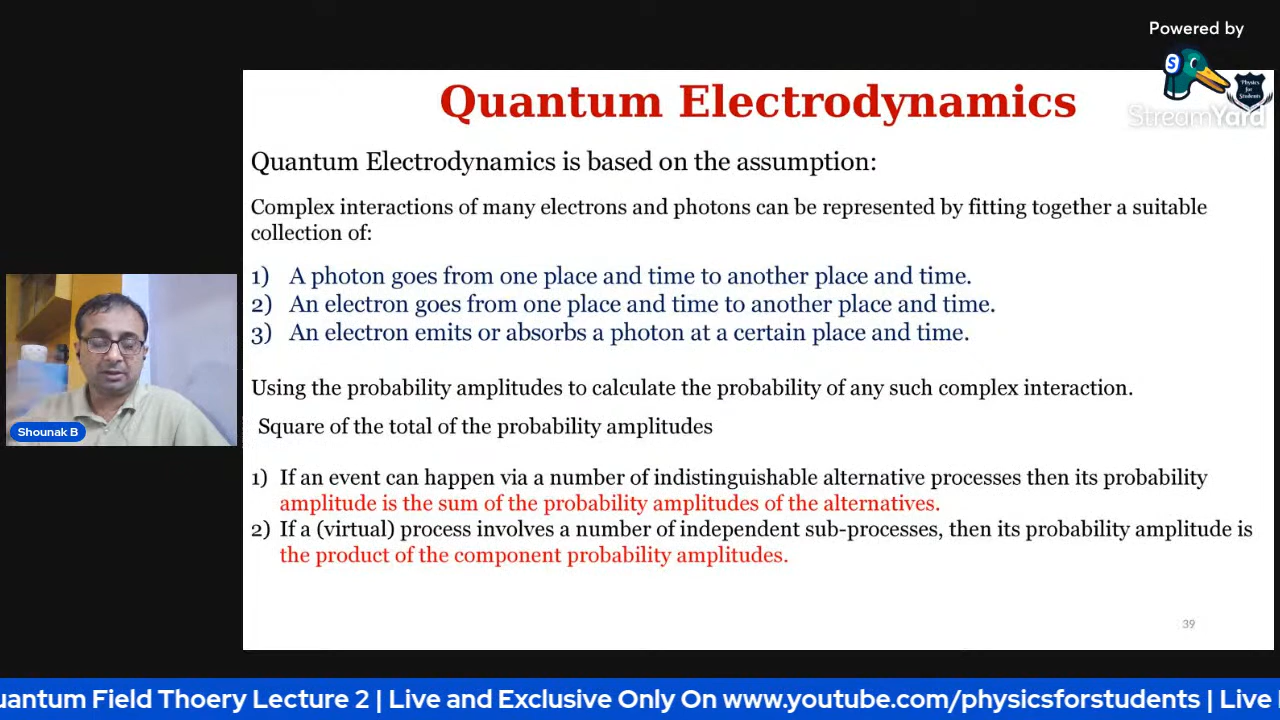 Powered by
S
Physics
for
Students
StreamYard
Quantum Electrodynamics
Quantum Electrodynamics is based on the assumption:
Complex interactions of many electrons and photons can be represented by fitting together a suitable
collection of:
1) A photon goes from one place and time to another place and time.
2) An electron goes from one place and time to another place and time.
3) An electron emits or absorbs a photon at a certain place and time.
Using the probability amplitudes to calculate the probability of any such complex interaction.
Square of the total of the probability amplitudes
1) If an event can happen via a number of indistinguishable alternative processes then its probability
amplitude is the sum of the probability amplitudes of the alternatives.
2) If a (virtual) process involves a number of independent sub-processes, then its probability amplitude is
the product of the component probability amplitudes.
39
Shounak B
uantum Field Thoery Lecture 2 | Live and Exclusive Only On www.youtube.com/physicsforstudents | Live